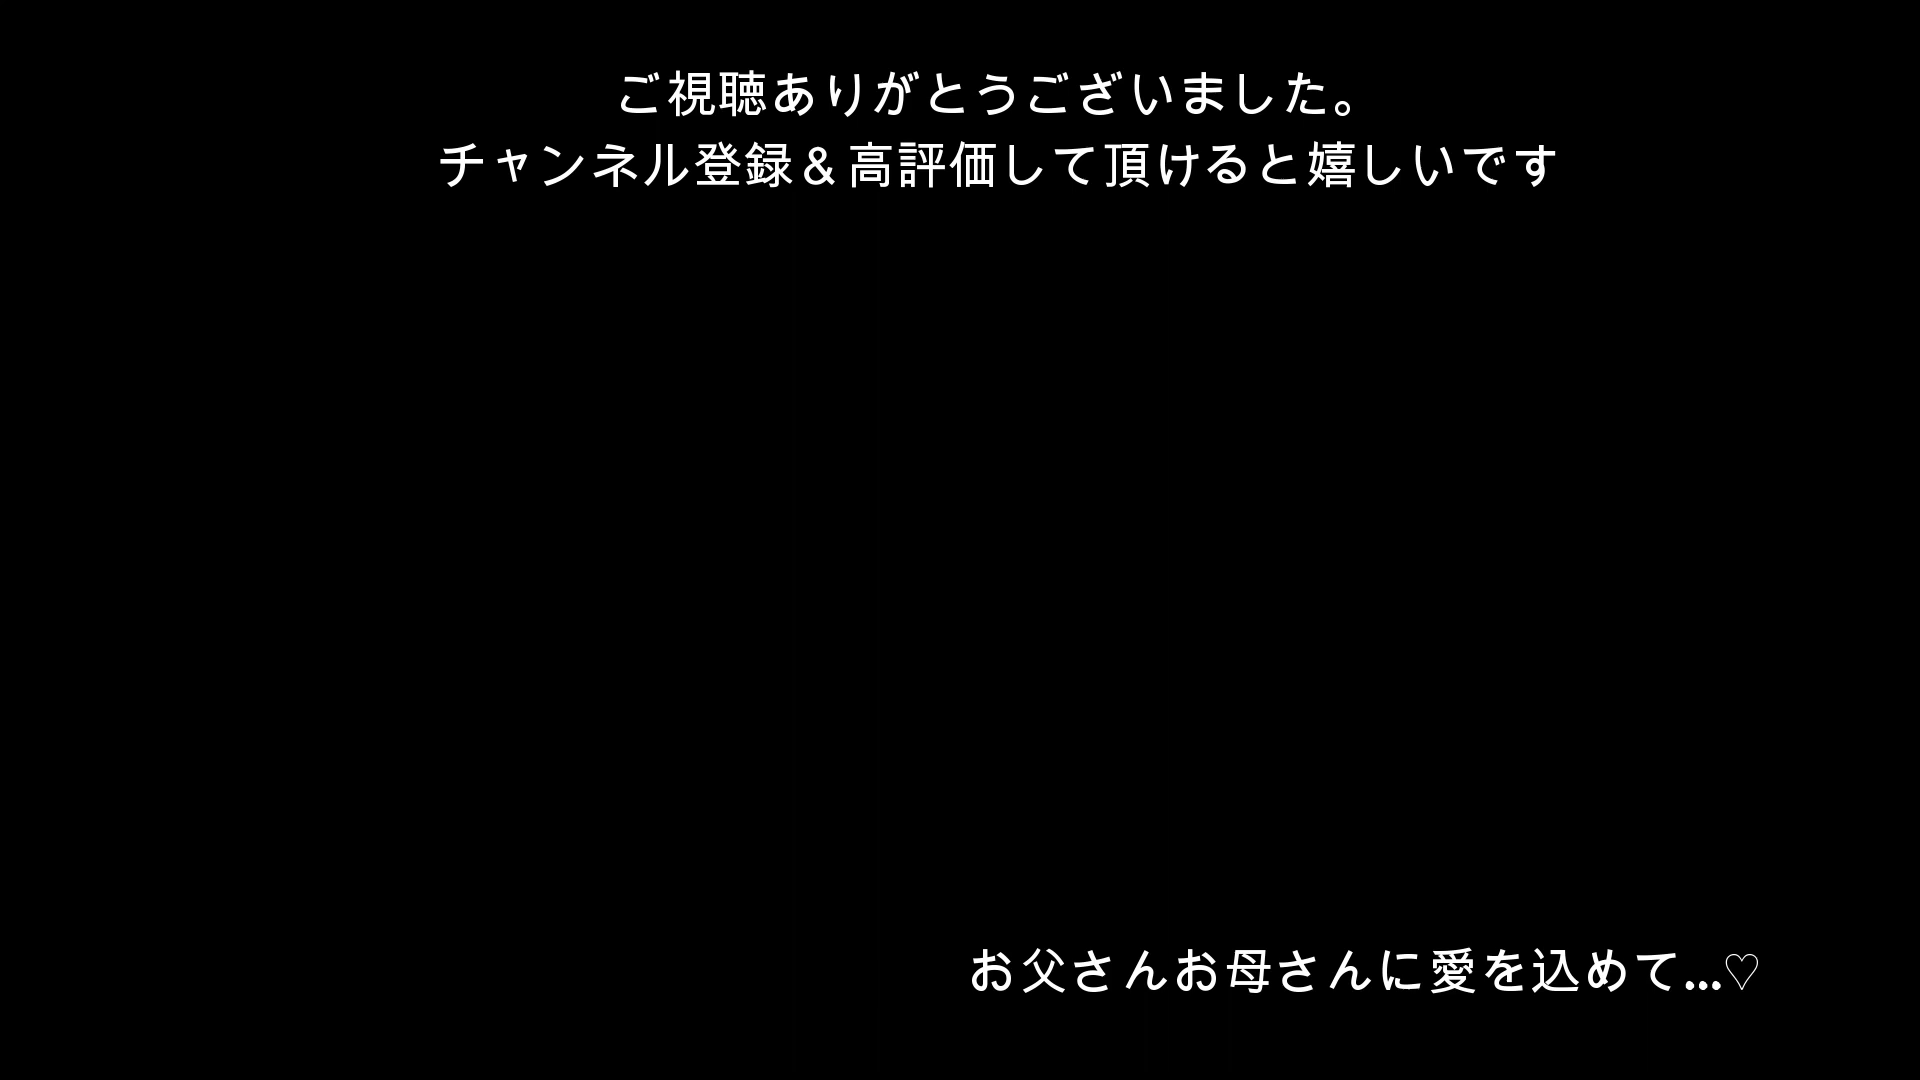 ご視聴ありがとうございました。
チャンネル登録＆高評価して頂けると嬉しいです
お父さんお母さんに愛を込めて...♡